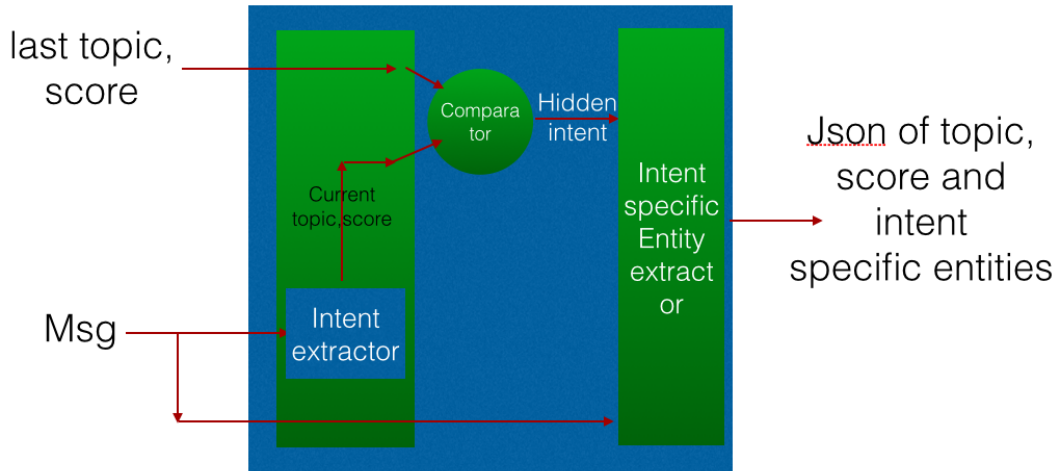 last topic,
score
Msg
Current
topic,score
Intent
extractor
Compara
tor
Hidden
intent
Intent
specific
Entity
extract
or
Json of topic,
score and
intent
specific entities